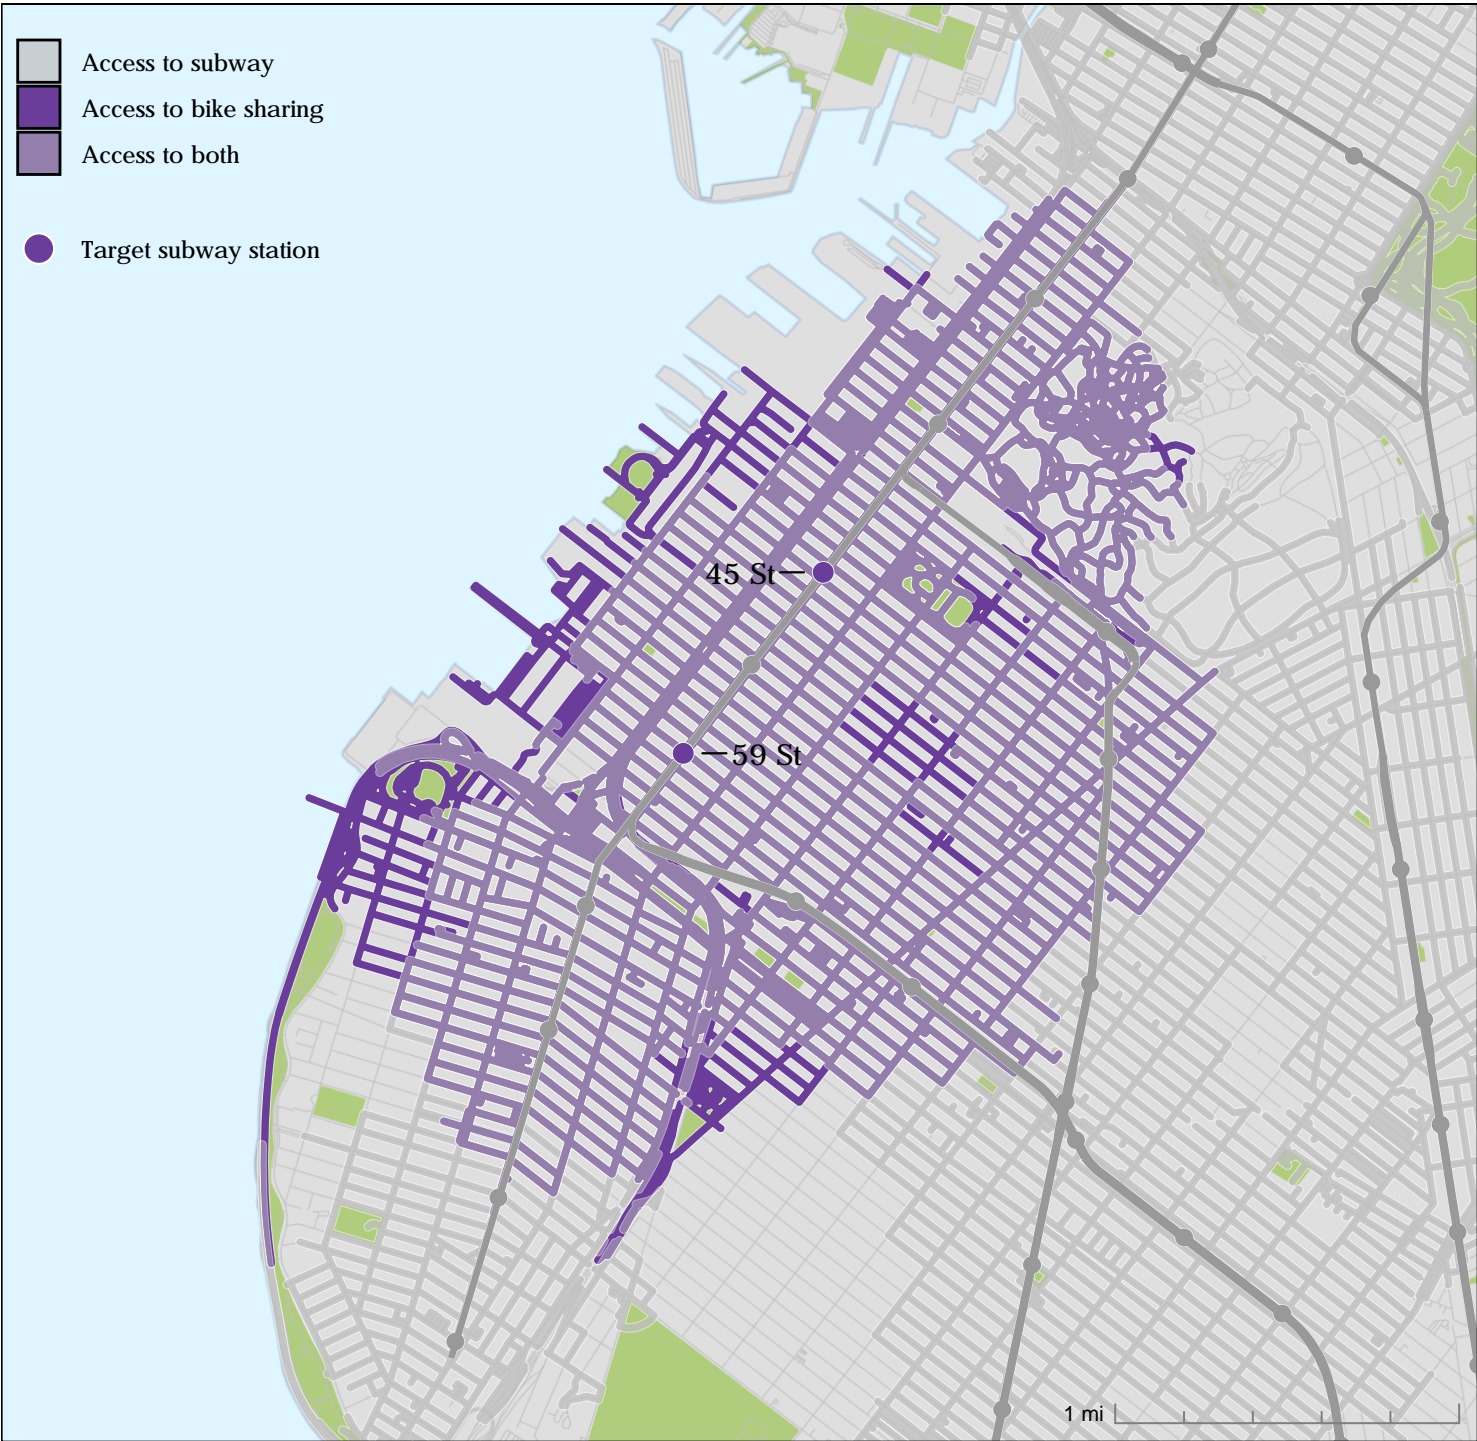 Access to subway
Access to bike sharing
Access to both
Target subway station
45 St
59 St
1 mi